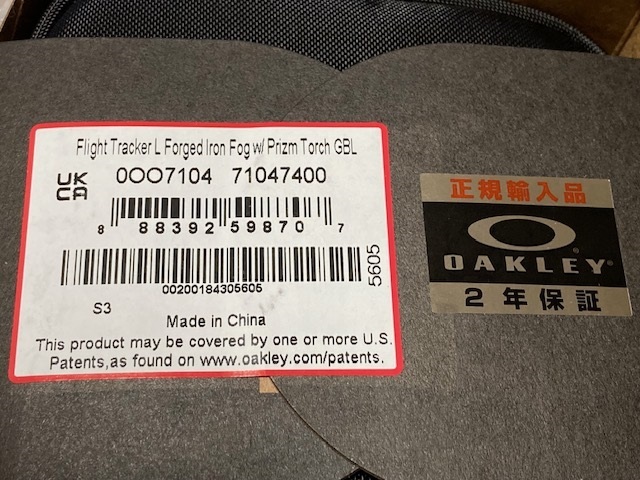 Flight Tracker L Forged Iron Fog w/ Prizm Torch GBL
UK
CA
0OO7104 71047400
8 88392 59870 7
00200184305605
5605
S3
Made in China
This product may be covered by one or more U.S.
Patents,as found on www.oakley.com/patents.
正規輸入品
OAKLEY®
2年保証